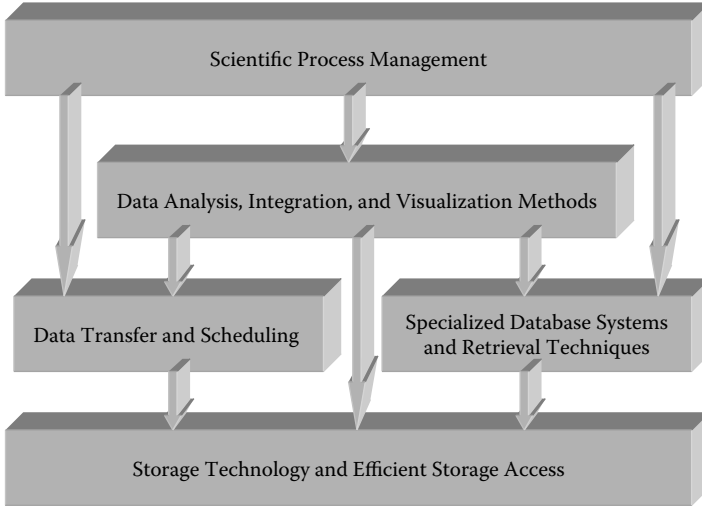 Scientific Process Management
Data Analysis, Integration, and Visualization Methods
Data Transfer and Scheduling
Specialized Database Systems
and Retrieval Techniques
Storage Technology and Efficient Storage Access